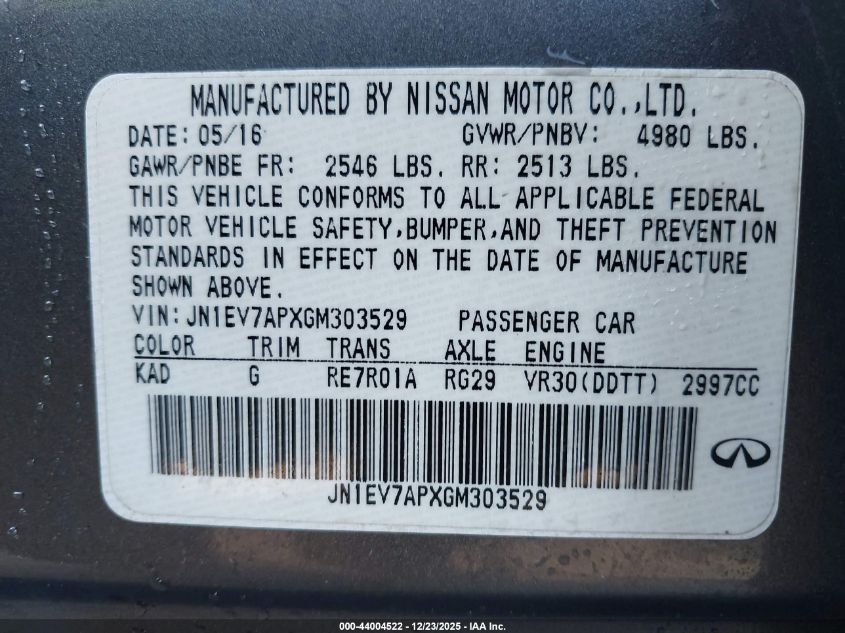 MANUFACTURED BY NISSAN MOTOR CO.,LTD.
DATE: 05/16 GVWR/PNBV: 4980 LBS.
GAWR/PNBE FR: 2546 LBS. RR: 2513 LBS.
THIS VEHICLE CONFORMS TO ALL APPLICABLE FEDERAL
MOTOR VEHICLE SAFETY,BUMPER,AND THEFT PREVENTION
STANDARDS IN EFFECT ON THE DATE OF MANUFACTURE
SHOWN ABOVE.
VIN:JN1EV7APXGM303529 PASSENGER CAR
COLOR TRIM TRANS AXLE ENGINE
KAD G RE7R01A RG29 VR30(DDTT) 2997CC
JN1EV7APXGM303529
000-44004522 - 12/23/2025 - IAA Inc.